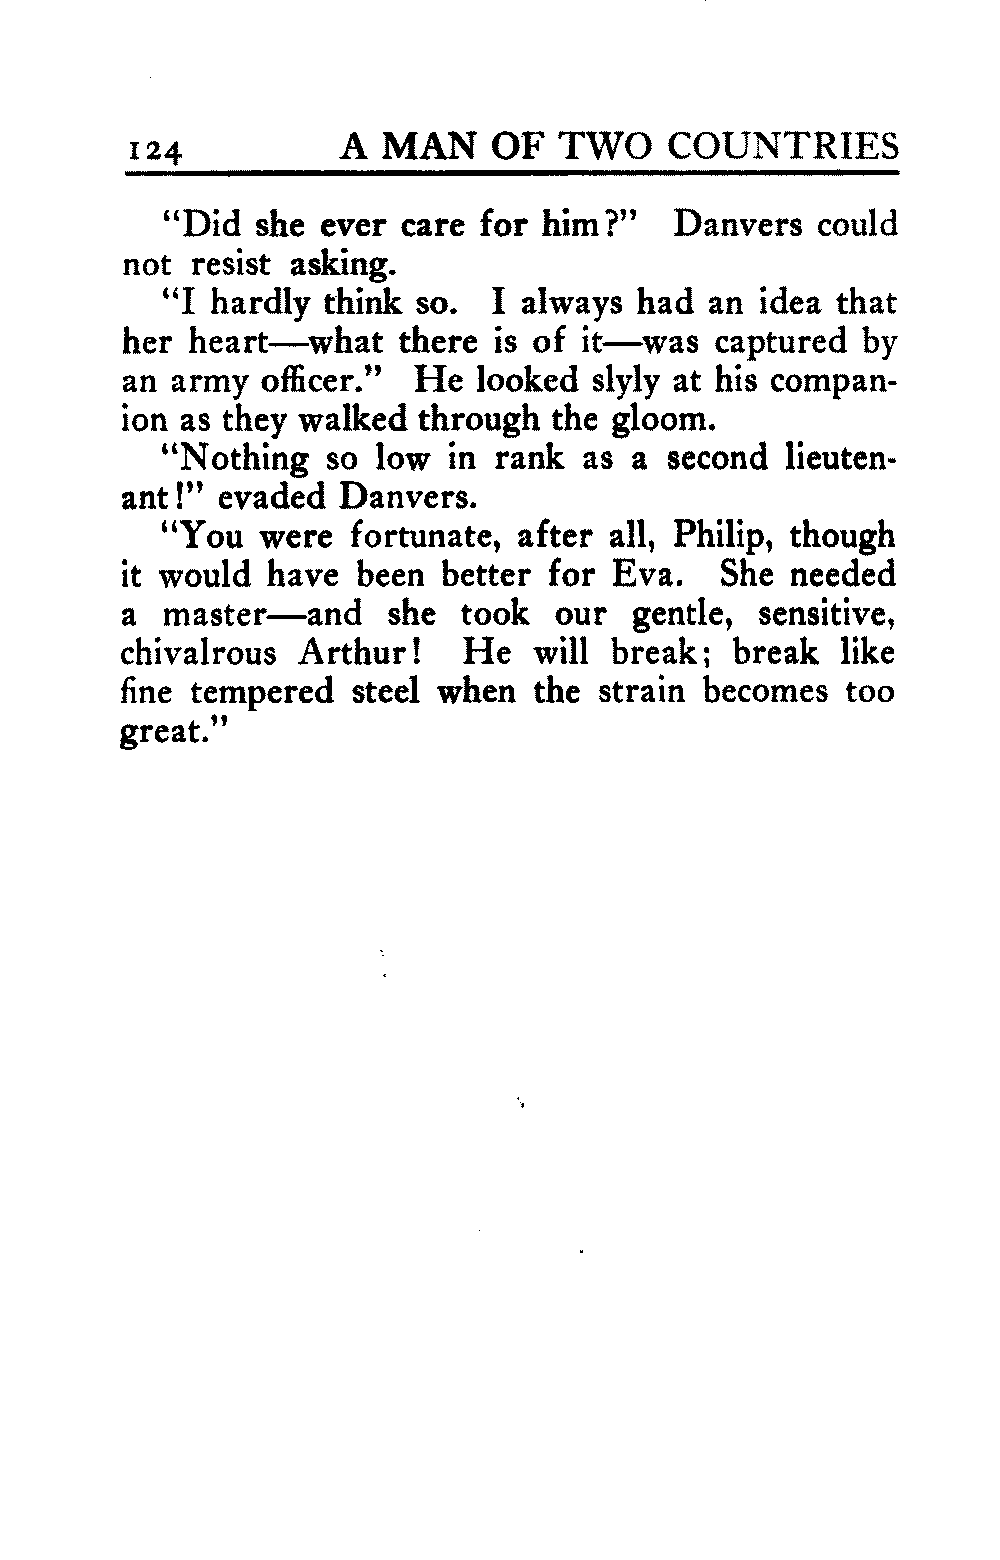 124 A MAN OF TWO COUNTRIES
"Did she ever care for him?" Danvers could
not resist asking.
"I hardly think so. I always had an idea that
her heart—what there is of it—was captured by
an army officer." He looked slyly at his compan-
ion as they walked through the gloom.
"Nothing so low in rank as a second lieuten-
ant!" evaded Danvers.
"You were fortunate, after all, Philip, though
it would have been better for Eva. She needed
a master—and she took our gentle, sensitive,
chivalrous Arthur! He will break; break like
fine tempered steel when the strain becomes too
great."